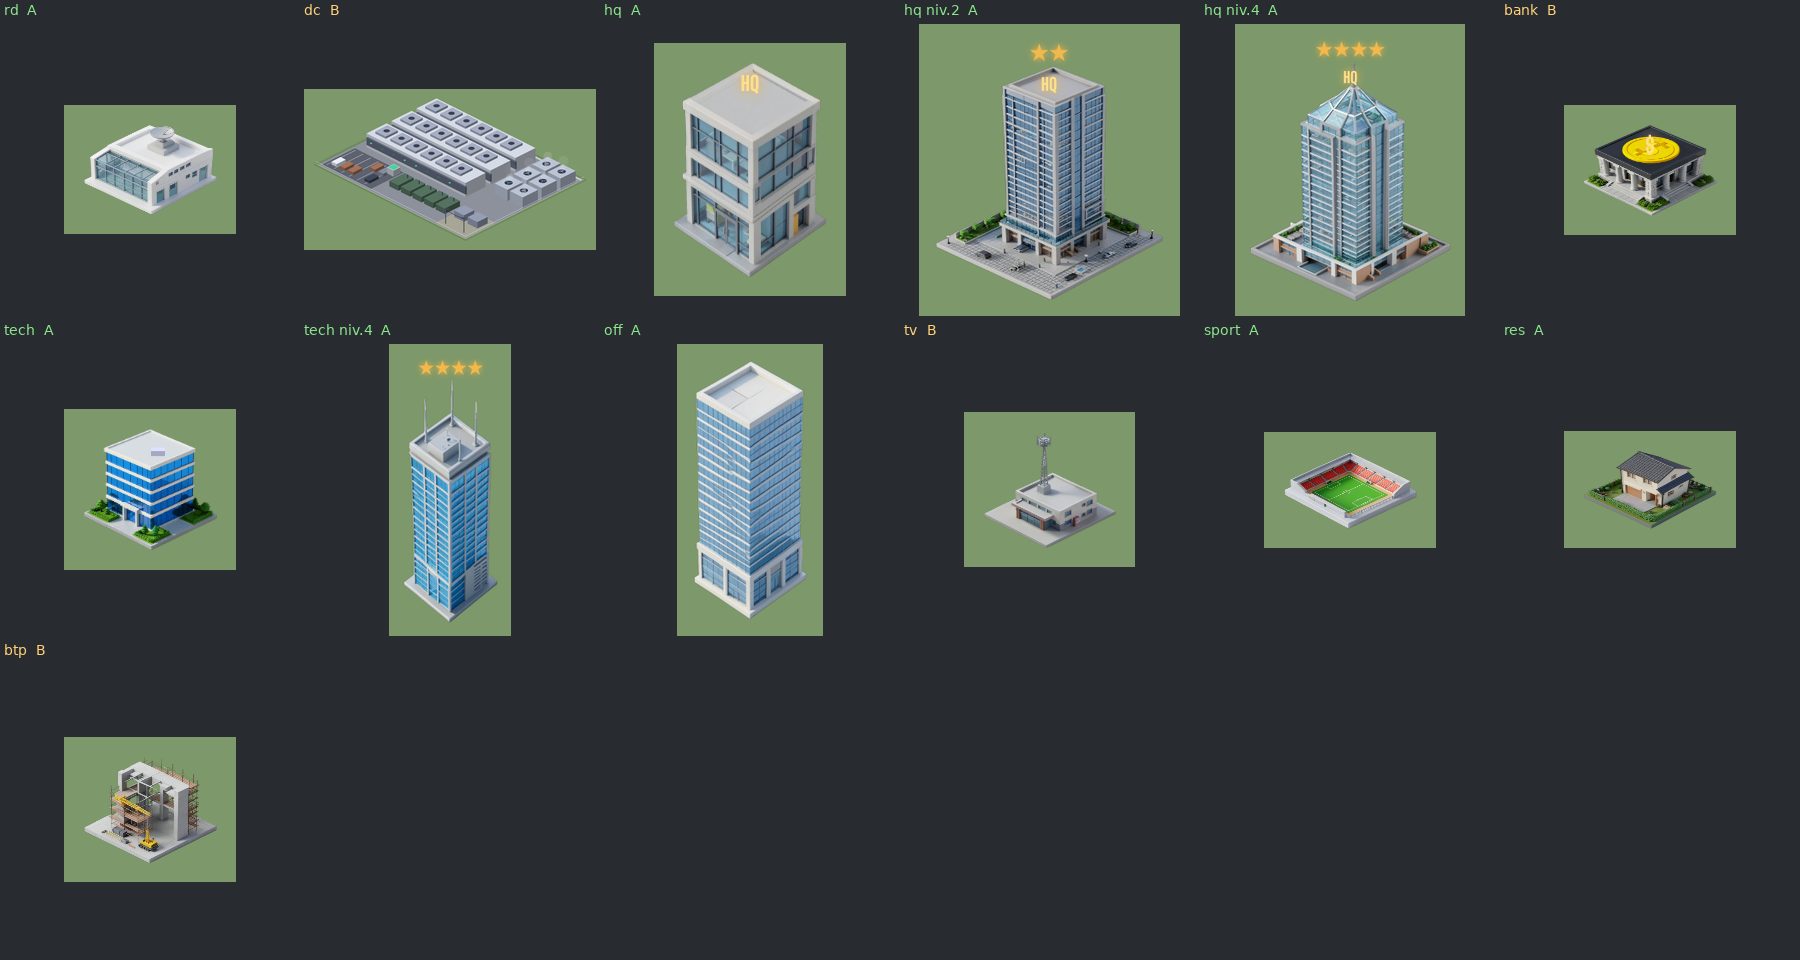 rd A
dc B
hq A
hq niv.2 A
hq niv.4 A
bank B
HQ
HQ
HQ
tech A
tech niv.4 A
off A
tv B
sport A
res A
btp B